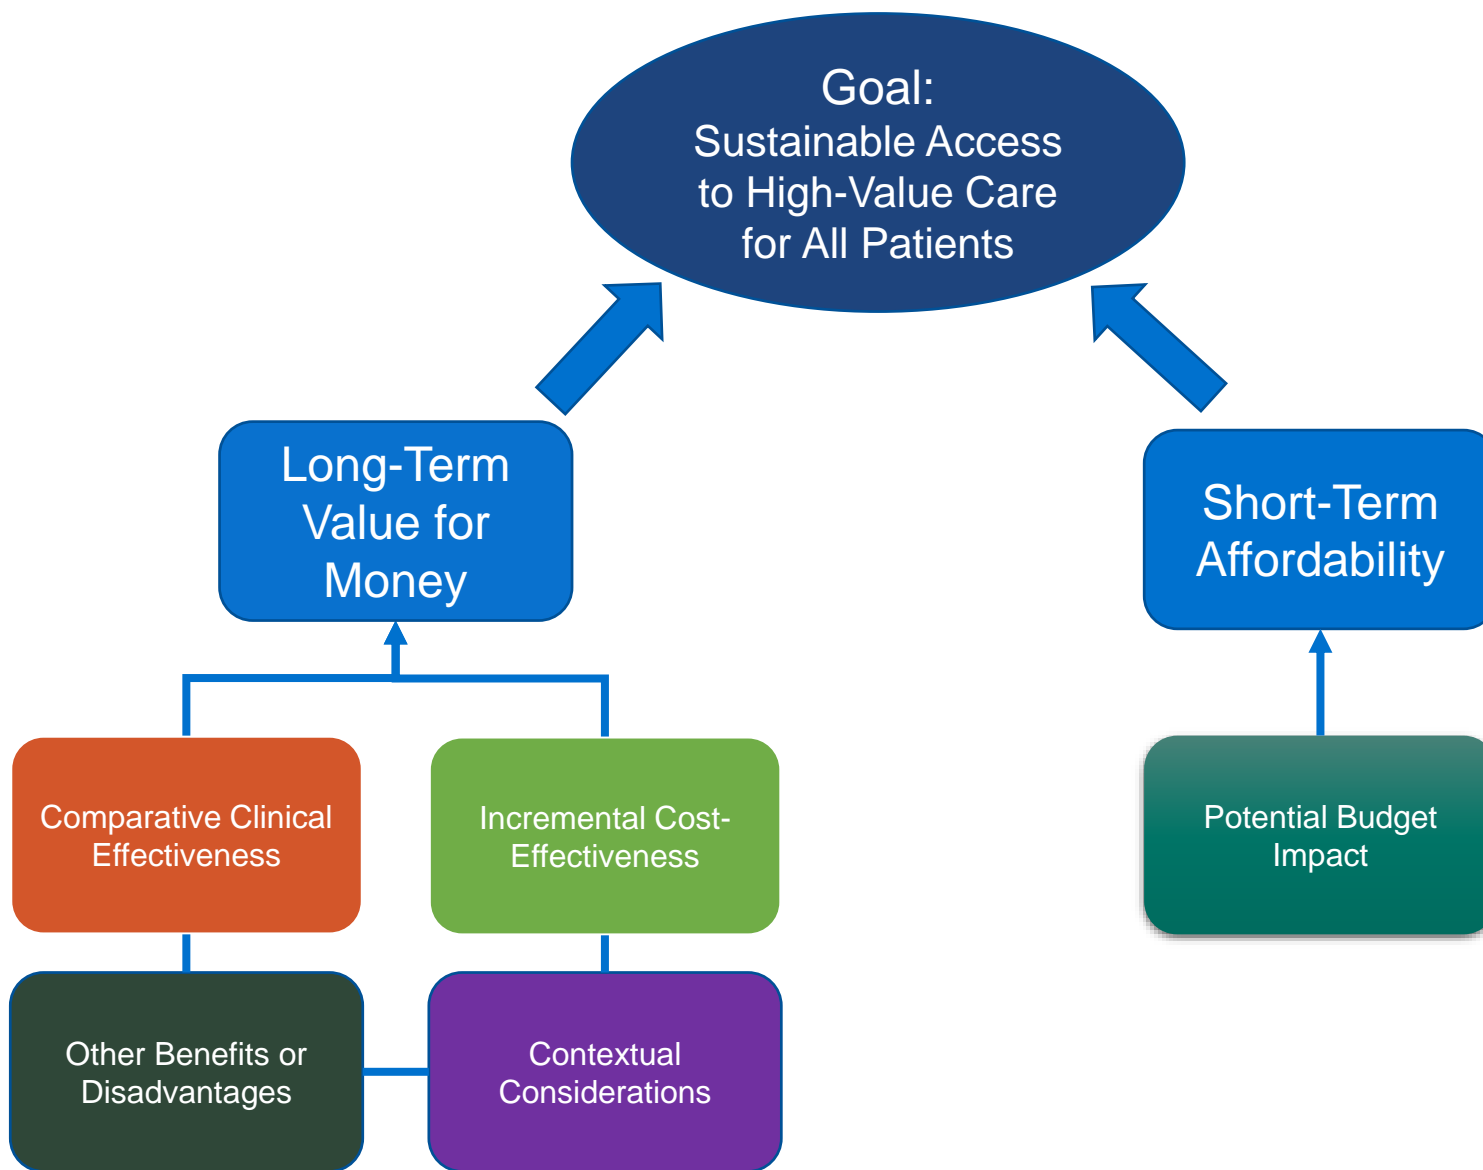 Goal:
Sustainable Access
to High-Value Care
for All Patients
Long-Term
Value for
Money
Short-Term
Affordability
Comparative Clinical
Effectiveness
Incremental Cost-
Effectiveness
Potential Budget
Impact
Other Benefits or
Disadvantages
Contextual
Considerations